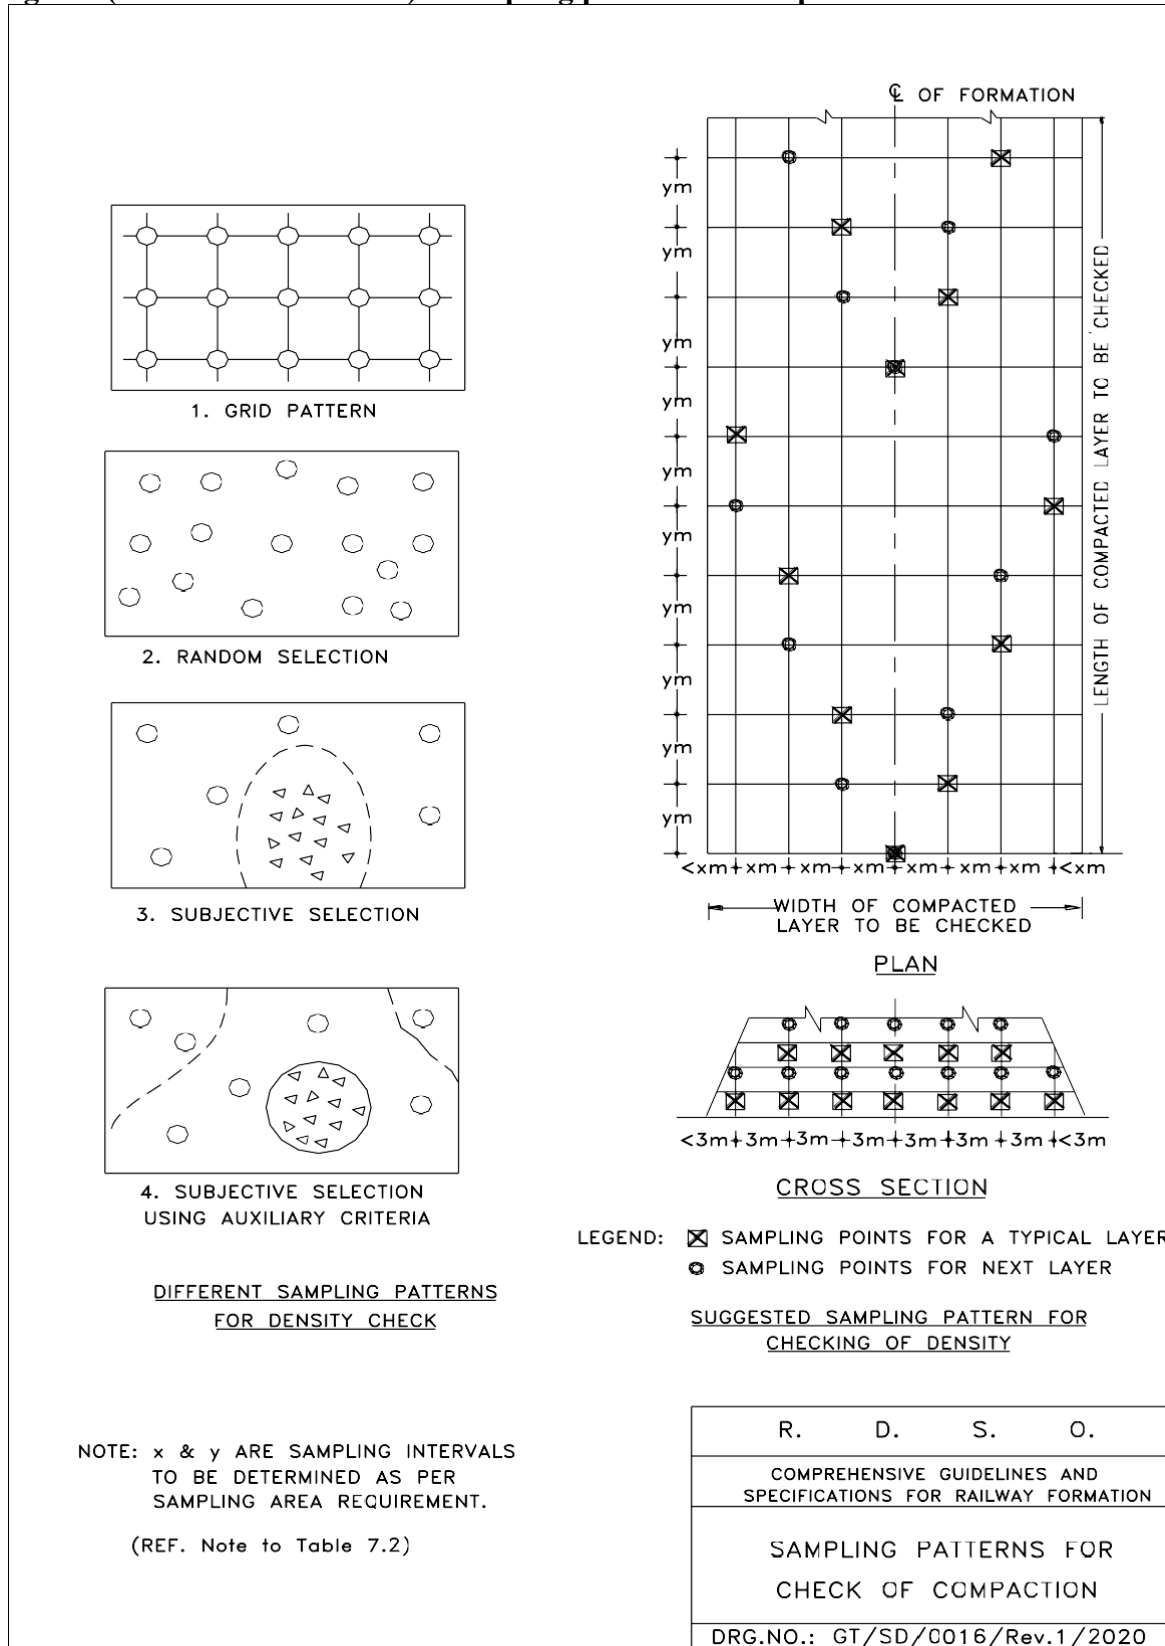 ℄ OF FORMATION
ym
ym
ym
ym
ym
ym
ym
ym
ym
ym
LENGTH OF COMPACTED LAYER TO BE CHECKED
<xm xm xm xm xm xm xm <xm
WIDTH OF COMPACTED
LAYER TO BE CHECKED
PLAN
1. GRID PATTERN
2. RANDOM SELECTION
3. SUBJECTIVE SELECTION
4. SUBJECTIVE SELECTION
USING AUXILIARY CRITERIA
DIFFERENT SAMPLING PATTERNS
FOR DENSITY CHECK
<3m 3m 3m 3m 3m 3m 3m <3m
CROSS SECTION
LEGEND: SAMPLING POINTS FOR A TYPICAL LAYER
SAMPLING POINTS FOR NEXT LAYER
SUGGESTED SAMPLING PATTERN FOR
CHECKING OF DENSITY
NOTE: x & y ARE SAMPLING INTERVALS
TO BE DETERMINED AS PER
SAMPLING AREA REQUIREMENT.
(REF. Note to Table 7.2)
R. D. S. O.
COMPREHENSIVE GUIDELINES AND
SPECIFICATIONS FOR RAILWAY FORMATION
SAMPLING PATTERNS FOR
CHECK OF COMPACTION
DRG.NO.: GT/SD/0016/Rev.1/2020